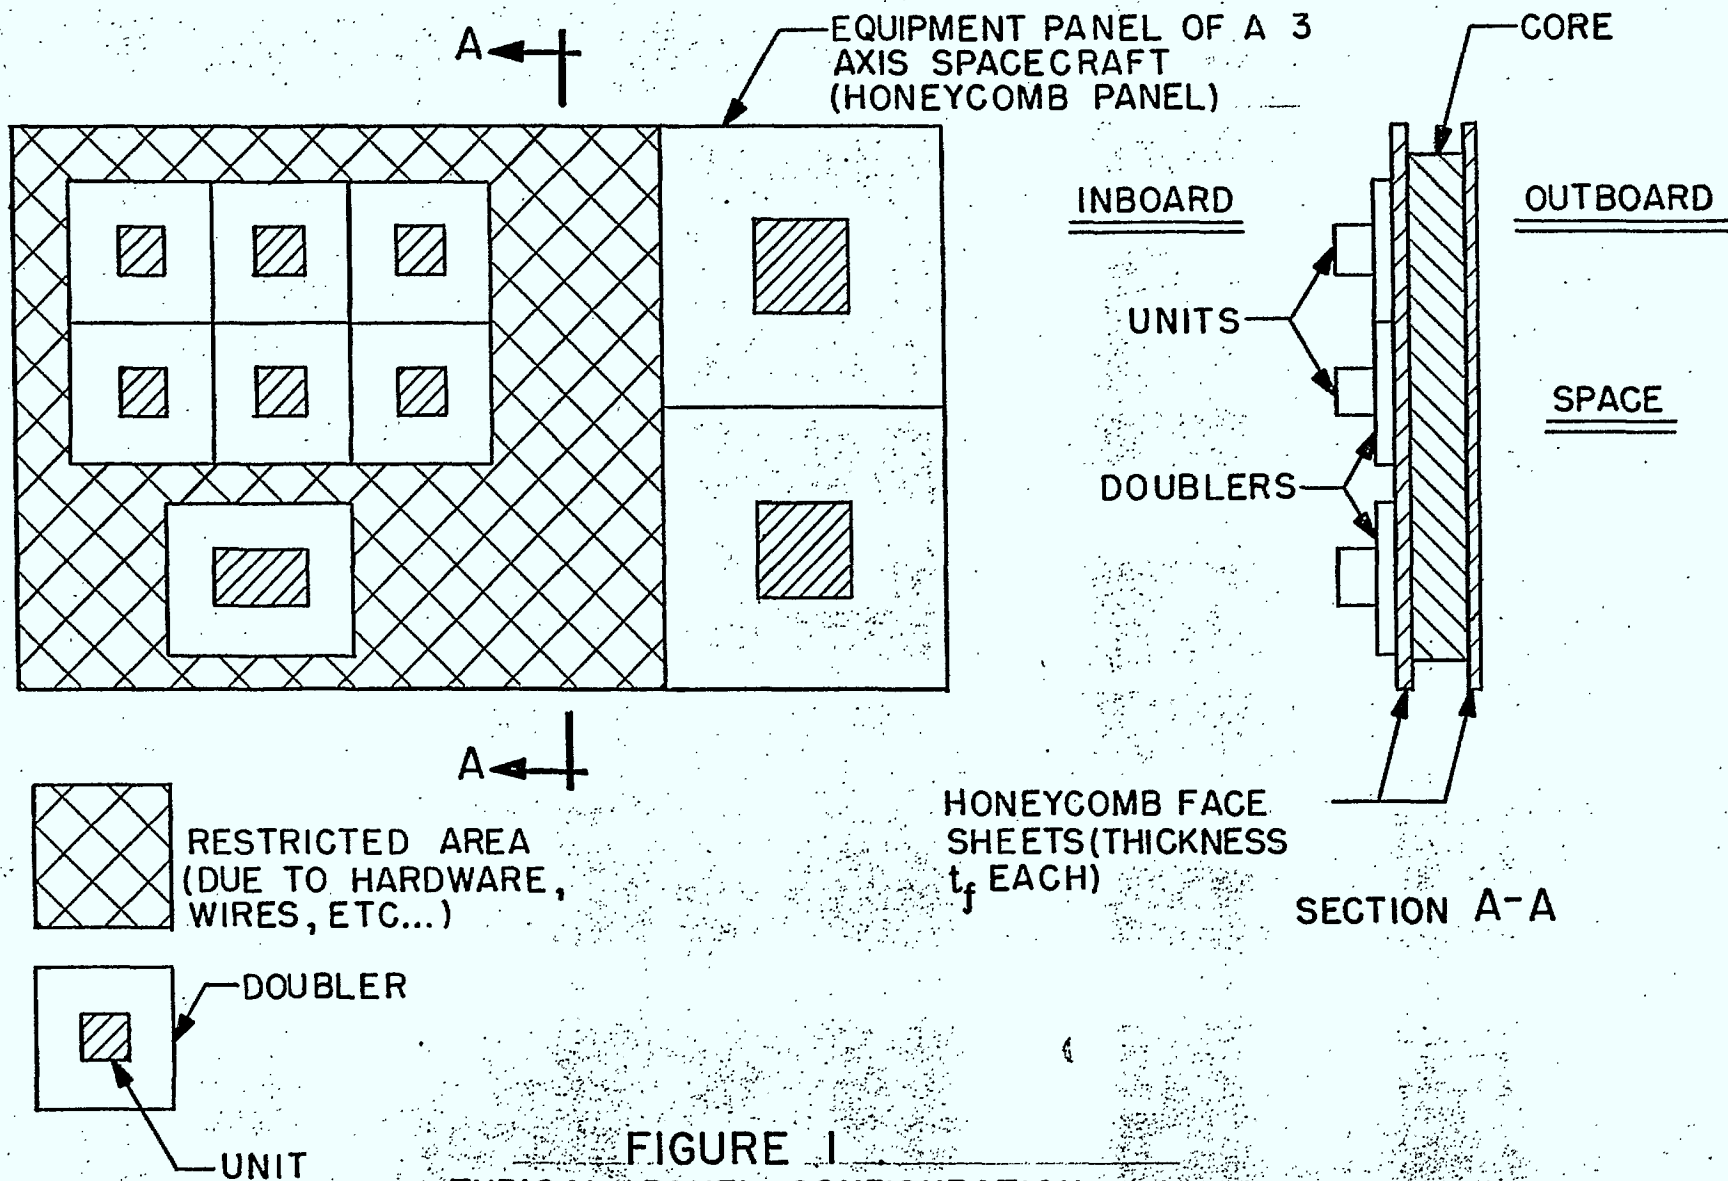 A
EQUIPMENT PANEL OF A 3
AXIS SPACECRAFT
(HONEYCOMB PANEL)
CORE
INBOARD
OUTBOARD
UNITS
SPACE
DOUBLERS
A
HONEYCOMB FACE
SHEETS (THICKNESS
tf EACH)
SECTION A-A
RESTRICTED AREA
(DUE TO HARDWARE,
WIRES, ETC...)
DOUBLER
UNIT
FIGURE 1